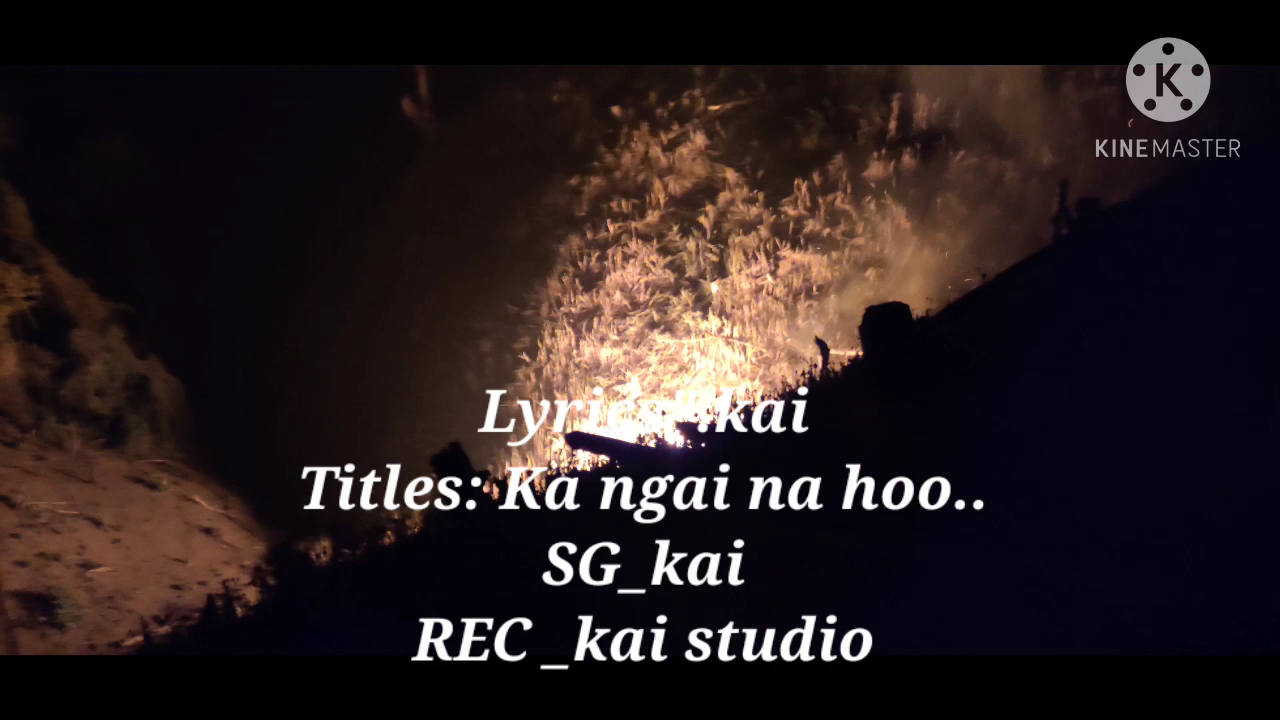 KINEMASTER
Lyrics: :kai
Titles: Ka ngai na hoo..
SG_kai
REC _kai studio